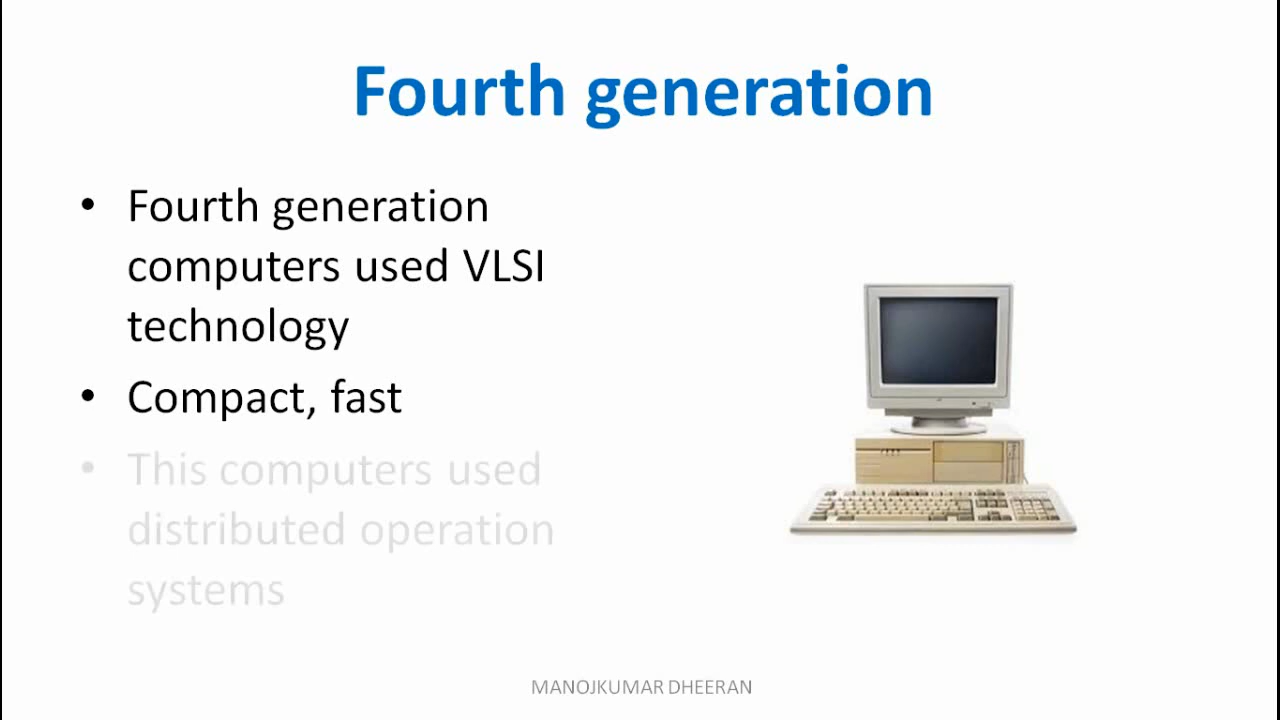 Fourth generation
• Fourth generation
computers used VLSI
technology
• Compact, fast
• This computers used
distributed operation
systems
MANOJKUMAR DHEERAN